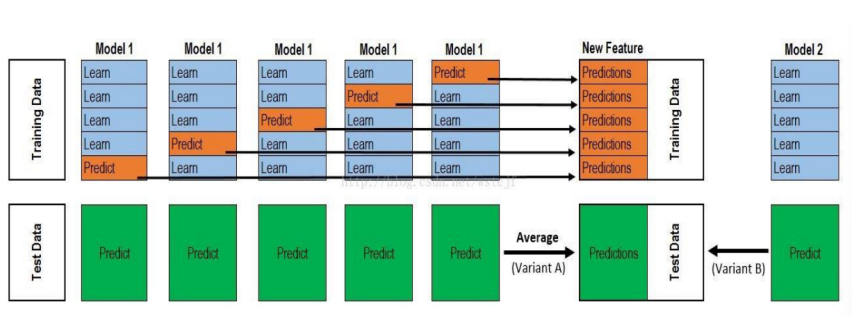 Model 1 Model 1 Model 1 Model 1 Model 1 New Feature Model 2
Training Data
Learn Learn Learn Learn Predict Predictions Learn
Learn Learn Learn Predict Learn Predictions Learn
Learn Learn Predict Learn Learn Predictions Learn
Learn Predict Learn Learn Learn Predictions Learn
Predict Learn Learn Learn Learn Predictions Learn
Training Data
Test Data
Predict Predict Predict Predict Predict
Average
(Variant A)
Predictions
Test Data
(Variant B)
Predict